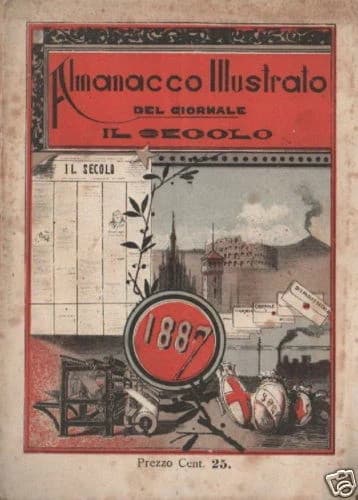 Almanacco Illustrato
DEL GIORNALE
IL SECOLO
IL SECOLO
1887
Prezzo Cent. 25.